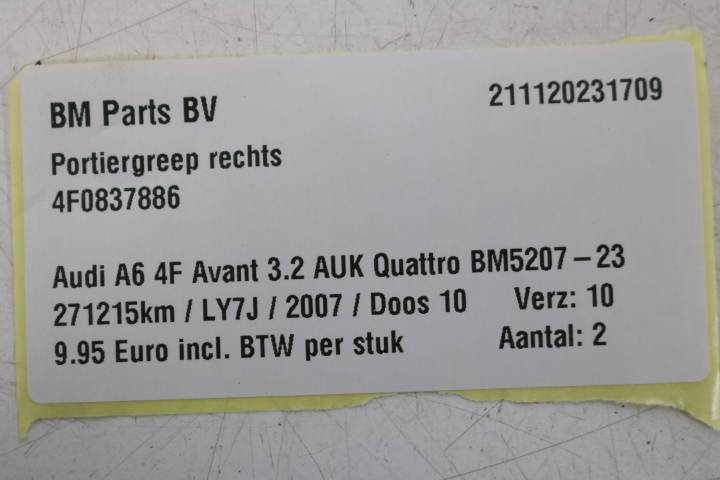 BM Parts BV 211120231709
Portiergreep rechts
4F0837886
Audi A6 4F Avant 3.2 AUK Quattro BM5207 – 23
271215km / LY7J / 2007 / Doos 10 Verz: 10
9.95 Euro incl. BTW per stuk Aantal: 2